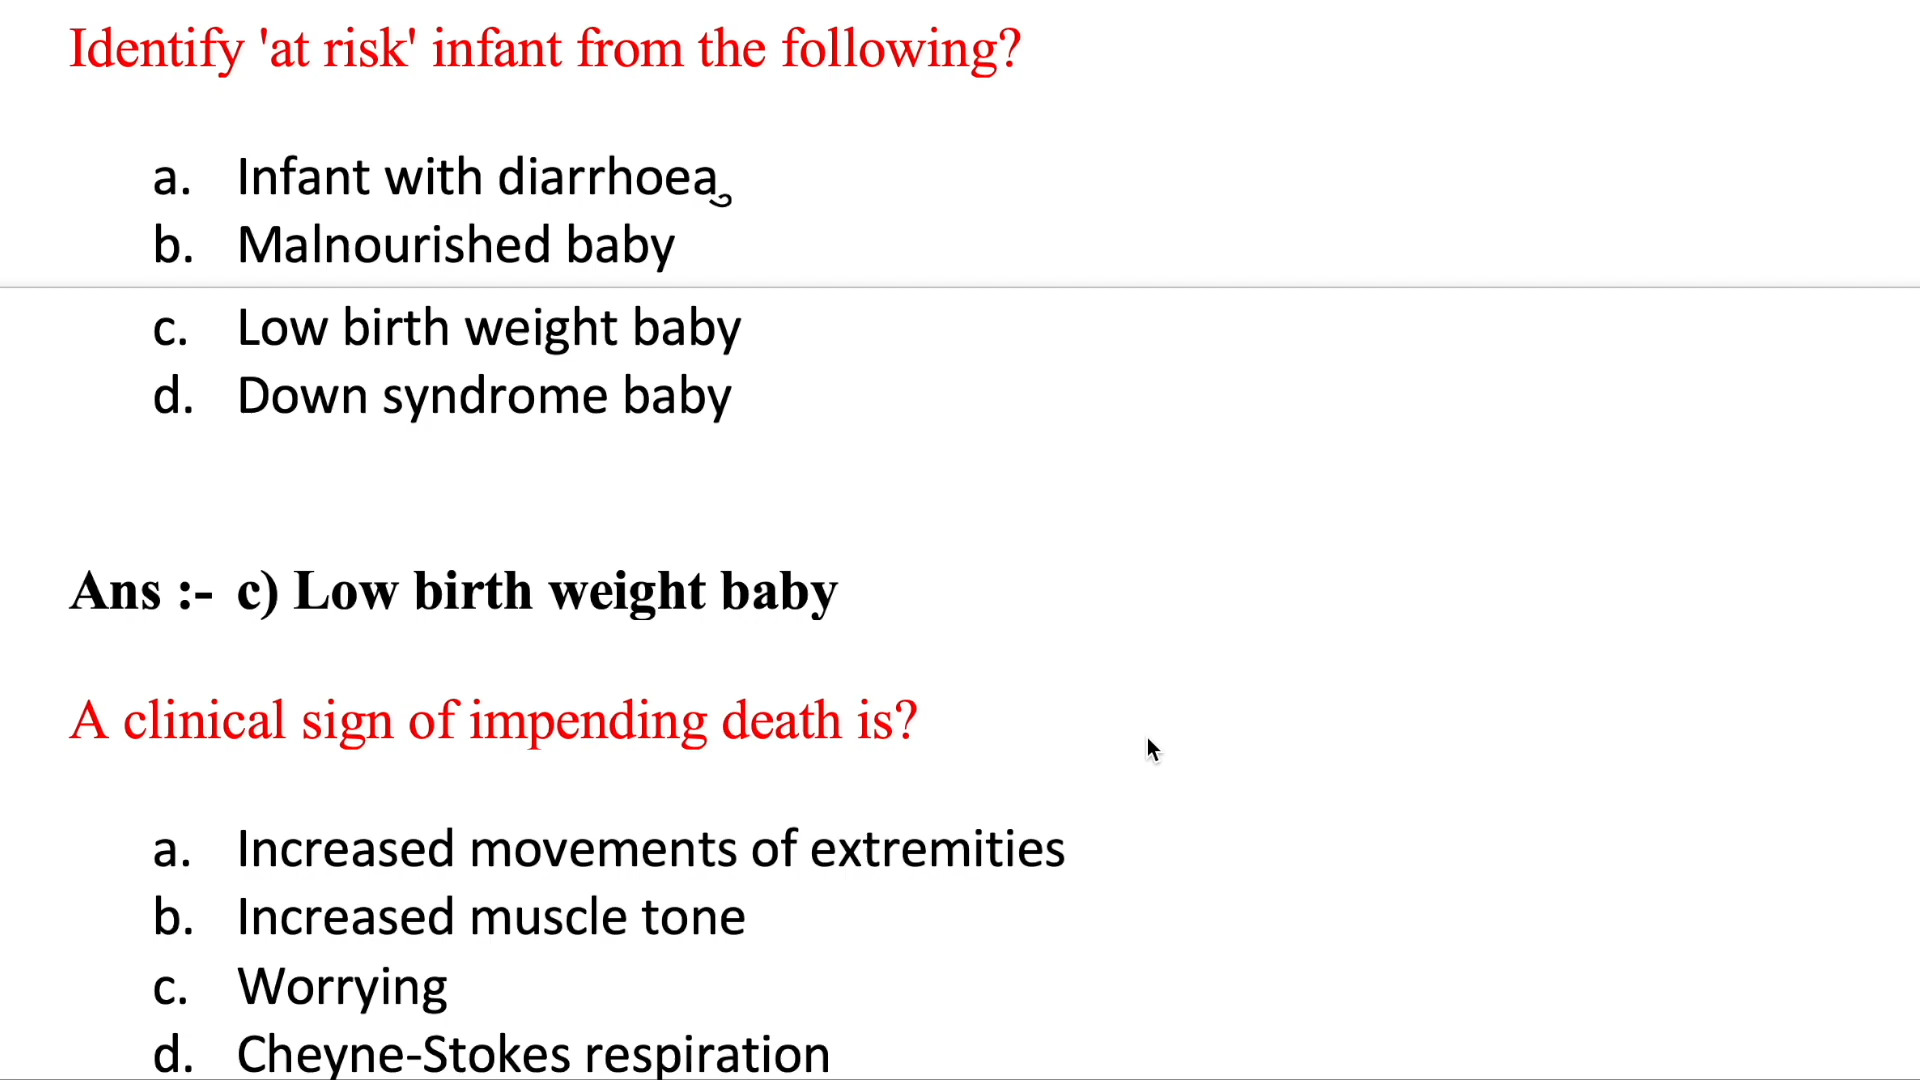 Identify 'at risk' infant from the following?
a. Infant with diarrhoea
b. Malnourished baby
c. Low birth weight baby
d. Down syndrome baby
Ans :- c) Low birth weight baby
A clinical sign of impending death is?
a. Increased movements of extremities
b. Increased muscle tone
c. Worrying
d. Cheyne-Stokes respiration